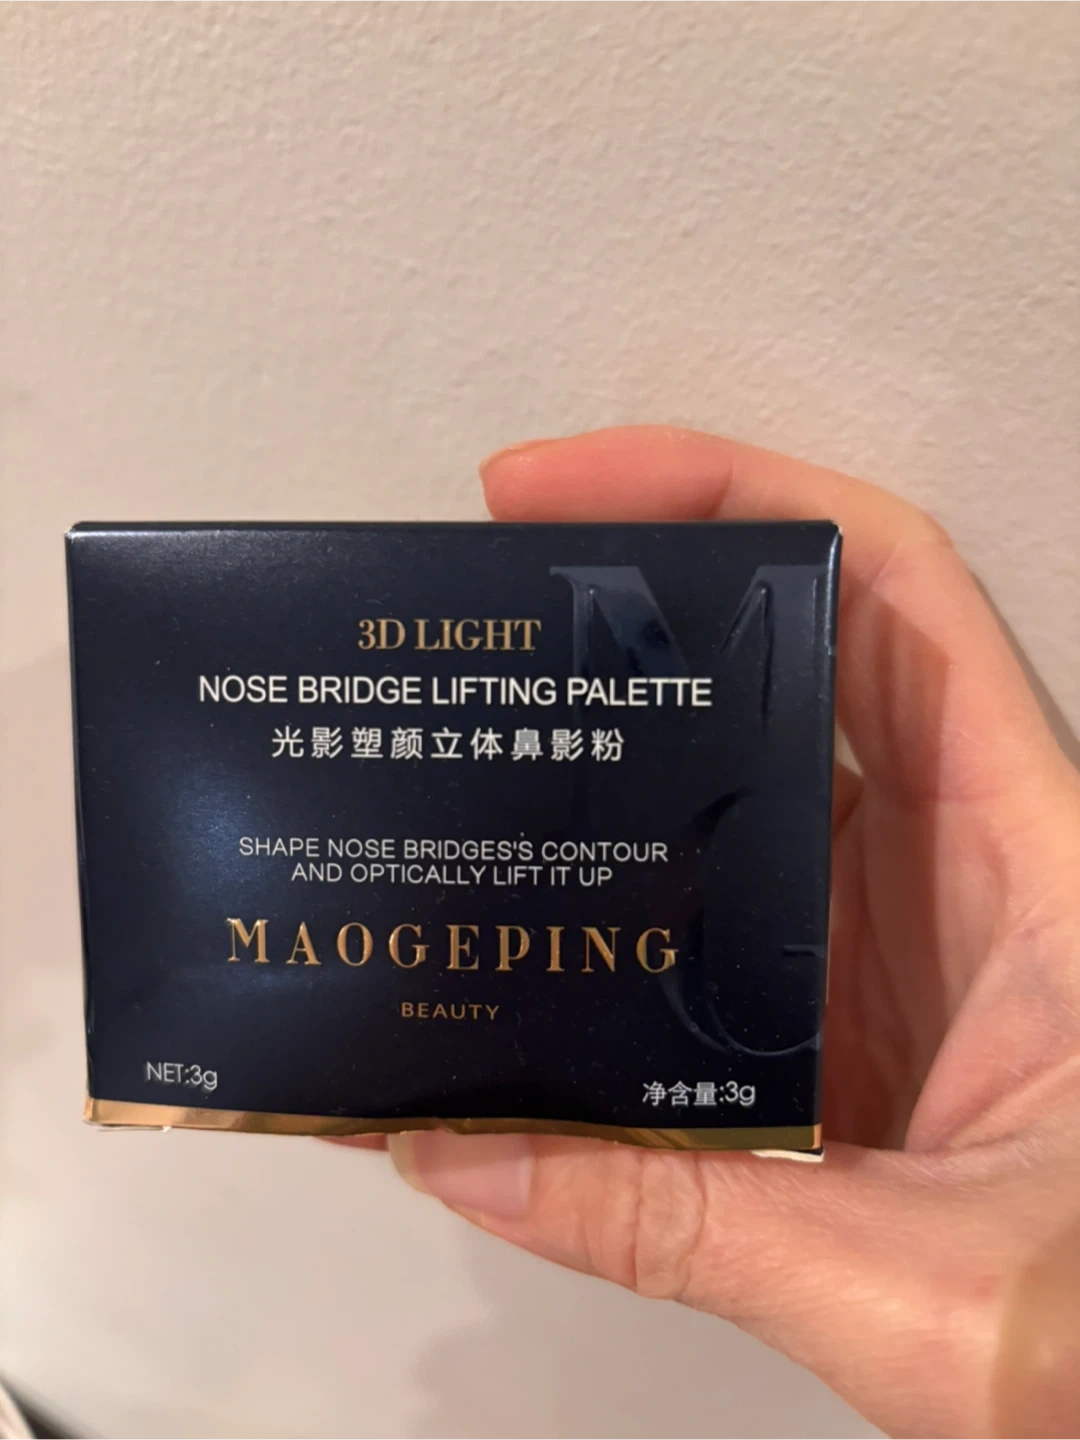 3D LIGHT
NOSE BRIDGE LIFTING PALETTE
光影塑颜立体鼻影粉
SHAPE NOSE BRIDGES'S CONTOUR
AND OPTICALLY LIFT IT UP
MAOGEPING
BEAUTY
NET:3g
净含量:3g
MG